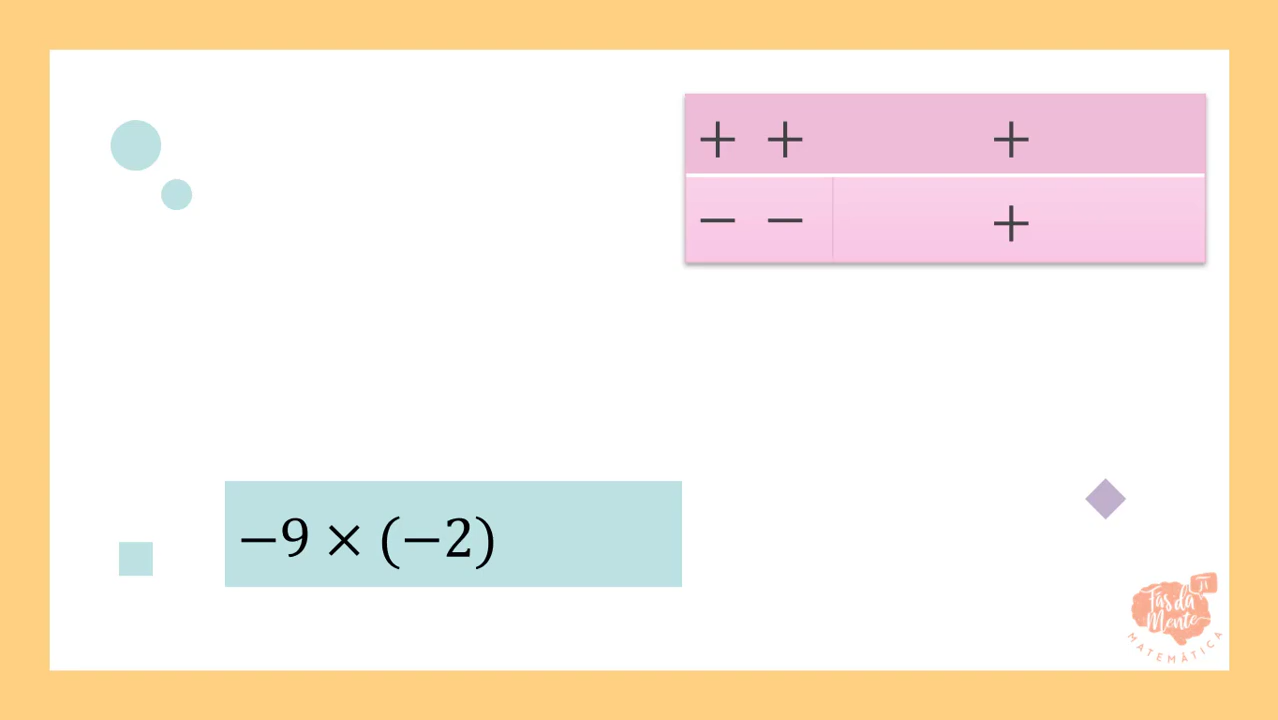 + + +
− − +
−9 × (−2)
π
Fãs da
Mente
MATEMÁTICA